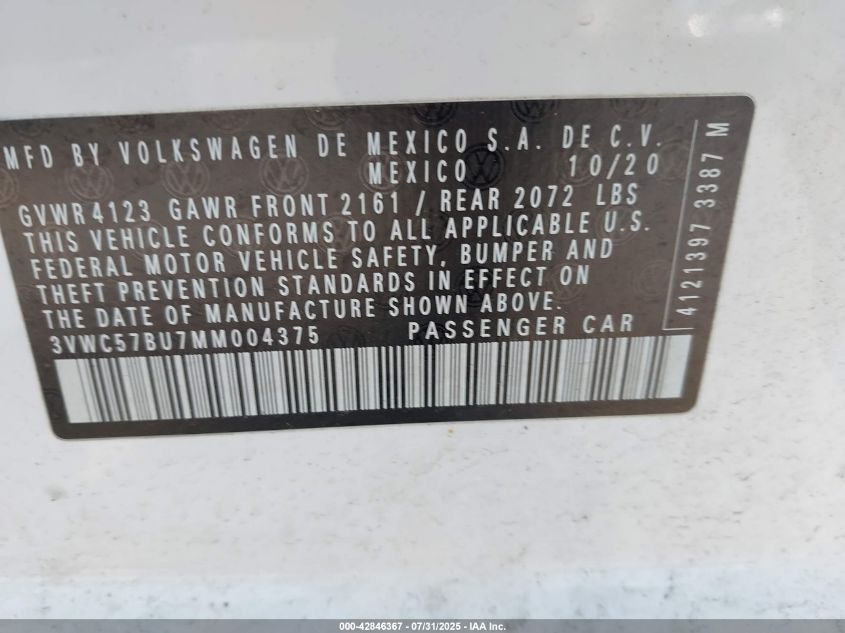 MFD BY VOLKSWAGEN DE MEXICO S.A. DE C.V.
MEXICO 10/20
GVWR 4123 GAWR FRONT 2161 / REAR 2072 LBS
THIS VEHICLE CONFORMS TO ALL APPLICABLE U.S.
FEDERAL MOTOR VEHICLE SAFETY, BUMPER AND
THEFT PREVENTION STANDARDS IN EFFECT ON
THE DATE OF MANUFACTURE SHOWN ABOVE.
3VWC57BU7MM004375 PASSENGER CAR
4121397 3387 M
000-42846367 - 07/31/2025 - IAA Inc.